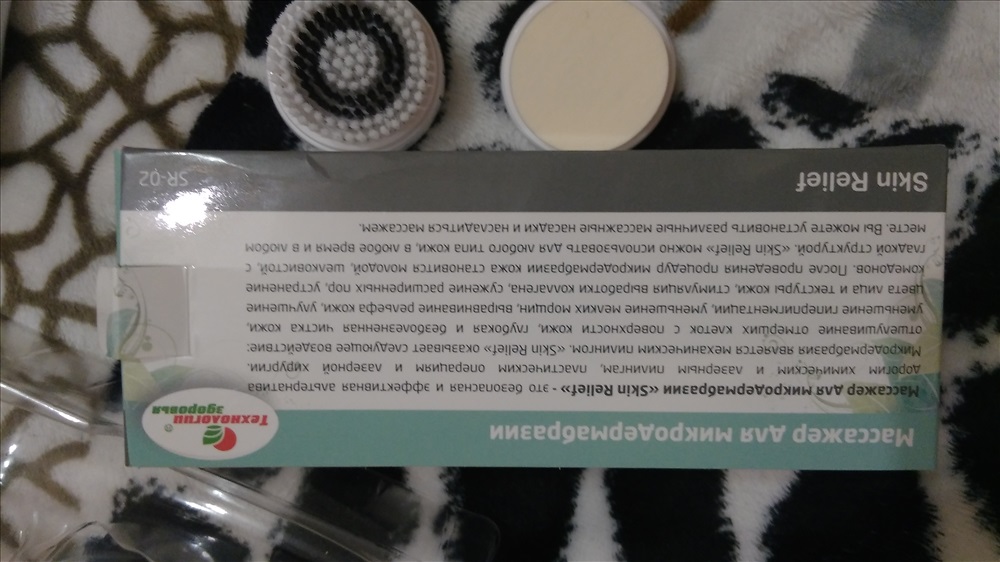 Массажер для микродермабразии
Технологии
здоровья
®
Массажер для микродермабразии «Skin Relief» - это безопасная и эффективная альтернатива
дорогим химическим и лазерным пилингам, пластическим операциям и лазерной хирургии.
Микродермабразия является механическим пилингом. «Skin Relief» оказывает следующее воздействие:
отшелушивание отмерших клеток с поверхности кожи, глубокая и безболезненная чистка кожи,
уменьшение гиперпигментации, уменьшение мелких морщин, выравнивание рельефа кожи, улучшение
цвета лица и текстуры кожи, стимуляция выработки коллагена, сужение расширенных пор, устранение
комедонов. После проведения процедур микродермабразии кожа становится молодой, шелковистой, с
гладкой структурой. «Skin Relief» можно использовать для любого типа кожи, в любое время и в любом
месте. Вы можете установить различные массажные насадки и насладиться массажем.
Skin Relief
SR-02